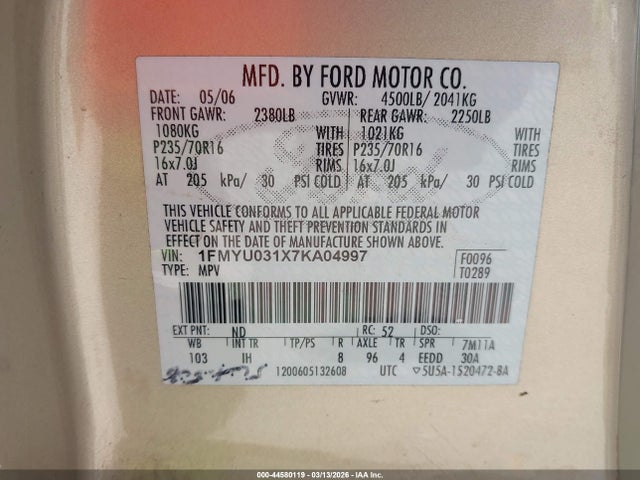 MFD. BY FORD MOTOR CO.
DATE: 05/06 GVWR: 4500LB/ 2041KG
FRONT GAWR: 2380LB REAR GAWR: 2250LB
1080KG WITH 1021KG WITH
P235/70R16 TIRES P235/70R16 TIRES
16x7.0J RIMS 16x7.0J RIMS
AT 205 kPa/ 30 PSI COLD AT 205 kPa/ 30 PSI COLD
THIS VEHICLE CONFORMS TO ALL APPLICABLE FEDERAL MOTOR
VEHICLE SAFETY AND THEFT PREVENTION STANDARDS IN
EFFECT ON THE DATE OF MANUFACTURE SHOWN ABOVE.
VIN: 1FMYU031X7KA04997 F0096
TYPE: MPV T0289
EXT PNT: ND RC: 52 DSO:
WB INT TR TP/PS R AXLE TR SPR 7M11A
103 IH 8 96 4 EEDD 30A
1200605132608 UTC ▽5U5A-1520472-BA
000-44580119 - 03/13/2026 - IAA Inc.